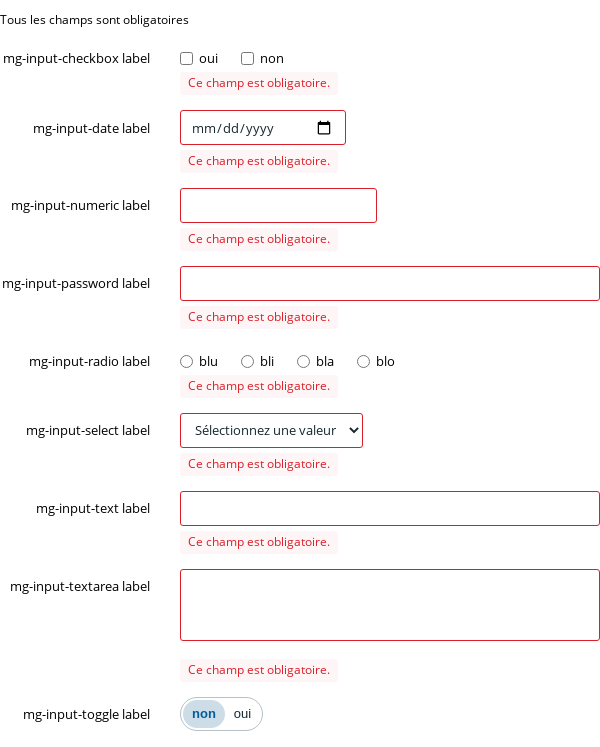 Tous les champs sont obligatoires
mg-input-checkbox label oui non
Ce champ est obligatoire.
mg-input-date label mm/dd/yyyy
Ce champ est obligatoire.
mg-input-numeric label
Ce champ est obligatoire.
mg-input-password label
Ce champ est obligatoire.
mg-input-radio label blu bli bla blo
Ce champ est obligatoire.
mg-input-select label Sélectionnez une valeur
Ce champ est obligatoire.
mg-input-text label
Ce champ est obligatoire.
mg-input-textarea label
Ce champ est obligatoire.
mg-input-toggle label non oui